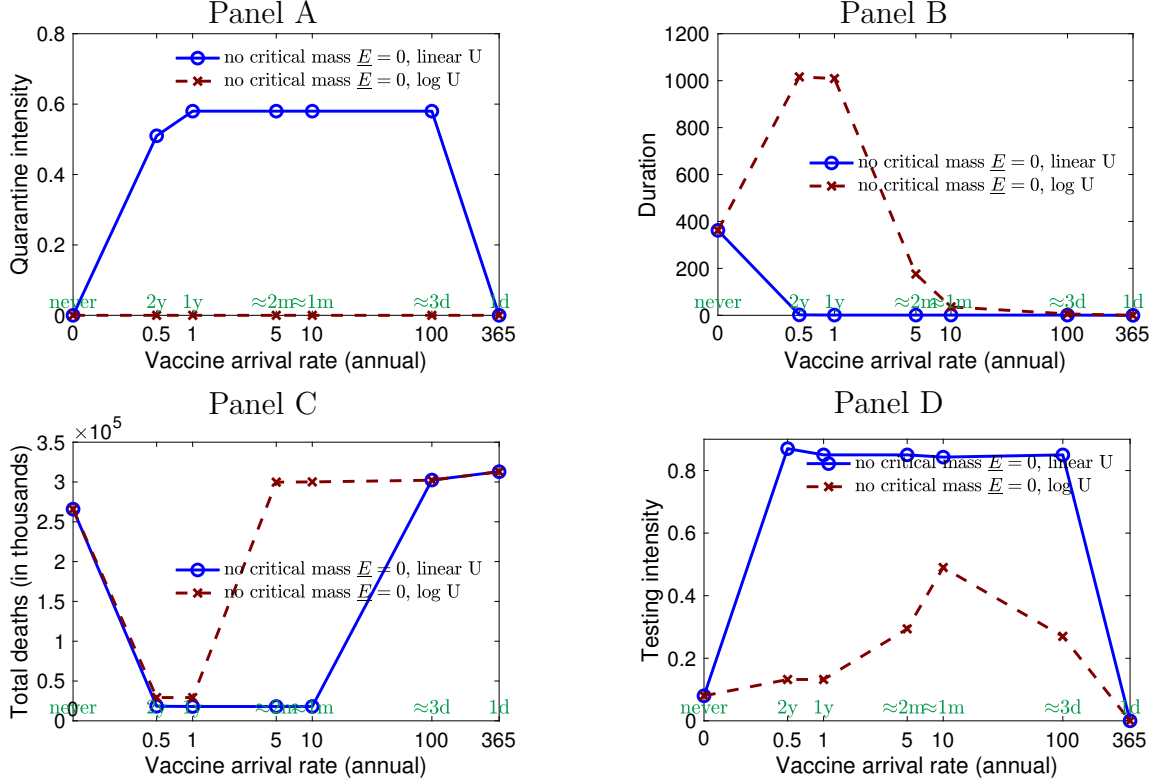 Panel A
0.8
0.6
0.4
0.2
0
Quarantine intensity
no critical mass E = 0, linear U
no critical mass E = 0, log U
never 2y 1y ≈2m ≈1m ≈3d 1d
0 0.5 1 5 10 100 365
Vaccine arrival rate (annual)
Panel B
1200
1000
800
600
400
200
0
Duration
no critical mass E = 0, linear U
no critical mass E = 0, log U
never 2y 1y ≈2m ≈1m ≈3d 1d
0 0.5 1 5 10 100 365
Vaccine arrival rate (annual)
Panel C
×10⁵
3.5
3
2.5
2
1.5
1
0.5
0
Total deaths (in thousands)
no critical mass E = 0, linear U
no critical mass E = 0, log U
never 2y 1y ≈2m ≈1m ≈3d 1d
0
0.5 1 5 10 100 365
Vaccine arrival rate (annual)
Panel D
0.8
0.6
0.4
0.2
0
Testing intensity
no critical mass E = 0, linear U
no critical mass E = 0, log U
never 2y 1y ≈2m ≈1m ≈3d 1d
0 0.5 1 5 10 100 365
Vaccine arrival rate (annual)